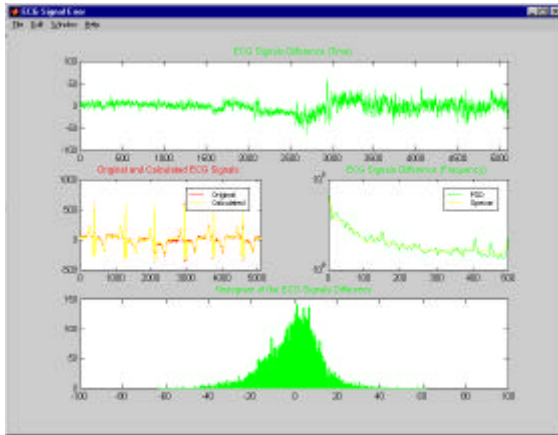 ECG Signal Error
File Edit Window Help
ECG Signals Difference (Time)
100
50
0
-50
-100
0 500 1000 1500 2000 2500 3000 3500 4000 4500 5000
Original and Calculated ECG Signals
ECG Signals Difference (Frequency)
1000
500
0
-500
Original
Calculated
0 1000 2000 3000 4000 5000
PSD
0 100 200 300 400 500
Histogram of the ECG Signals Difference
150
100
50
0
-100 -80 -60 -40 -20 0 20 40 60 80 100